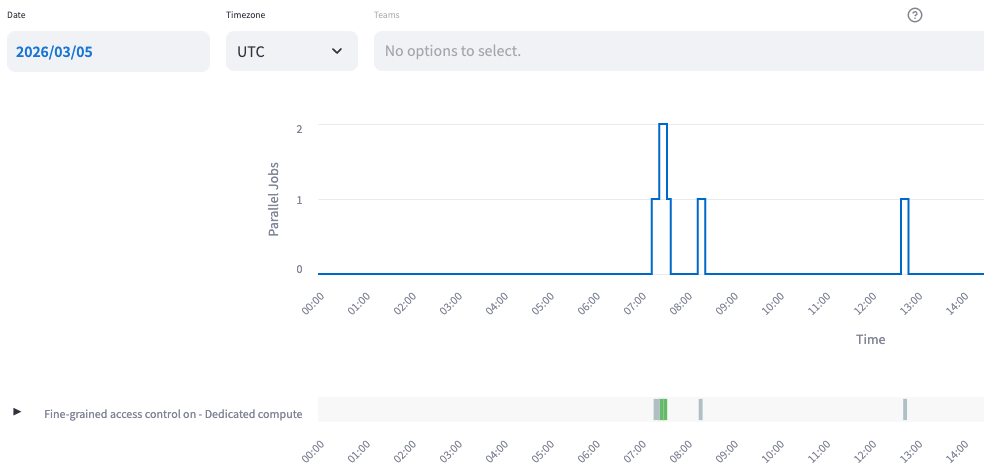 Date Timezone Teams
2026/03/05 UTC No options to select.
2
1
0
Parallel Jobs
00:00 01:00 02:00 03:00 04:00 05:00 06:00 07:00 08:00 09:00 10:00 11:00 12:00 13:00 14:00
Time
Fine-grained access control on - Dedicated compute
00:00 01:00 02:00 03:00 04:00 05:00 06:00 07:00 08:00 09:00 10:00 11:00 12:00 13:00 14:00